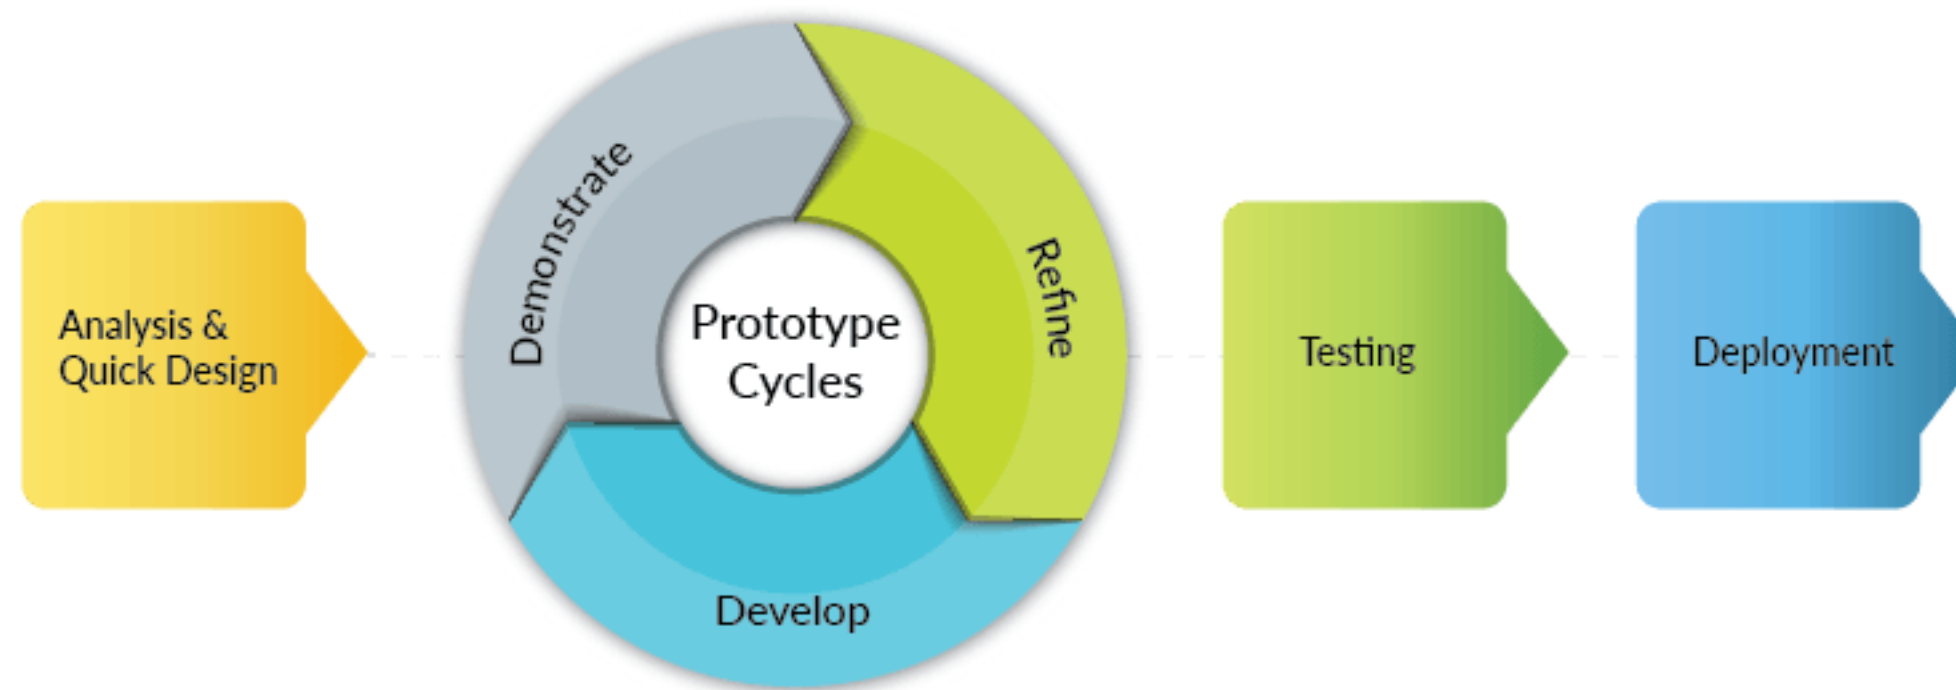 Analysis &
Quick Design
Demonstrate
Refine
Develop
Prototype
Cycles
Testing
Deployment